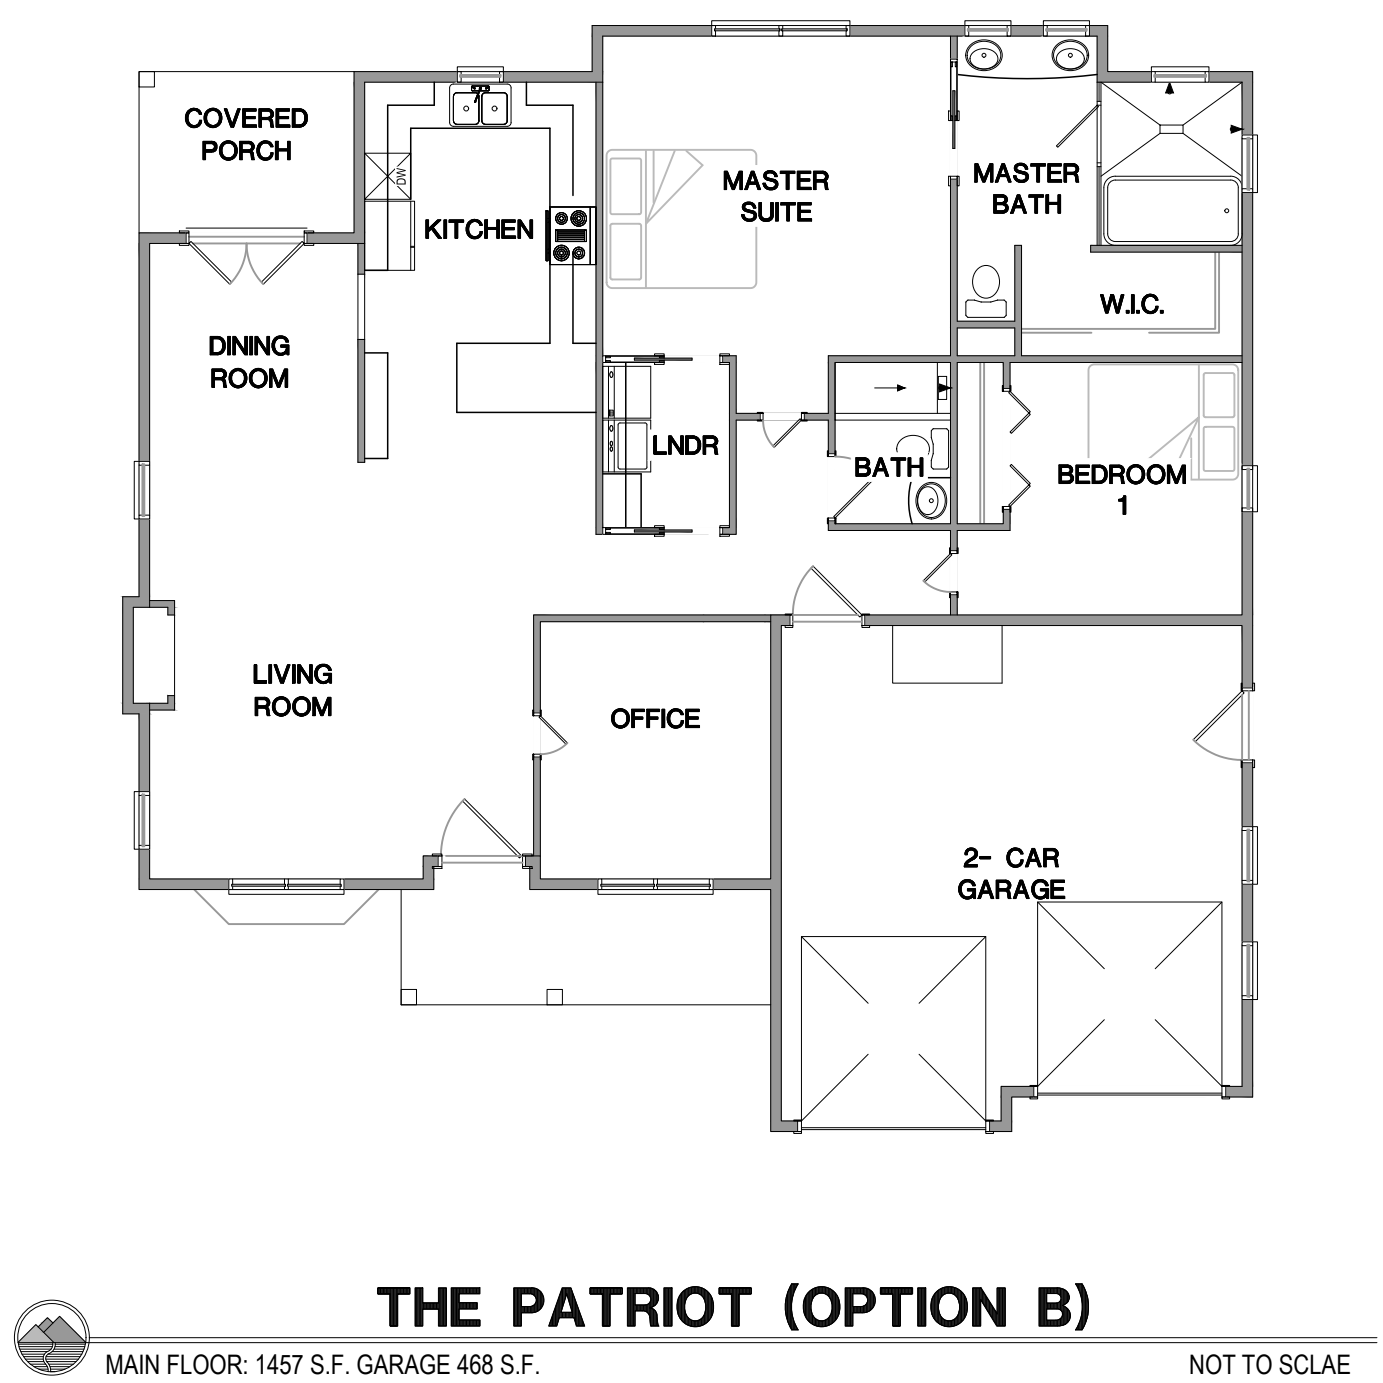 COVERED
PORCH
KITCHEN
DW
MASTER
SUITE
MASTER
BATH
W.I.C.
DINING
ROOM
LNDR
BATH
BEDROOM
1
LIVING
ROOM
OFFICE
2- CAR
GARAGE
THE PATRIOT (OPTION B)
MAIN FLOOR: 1457 S.F. GARAGE 468 S.F.
NOT TO SCLAE